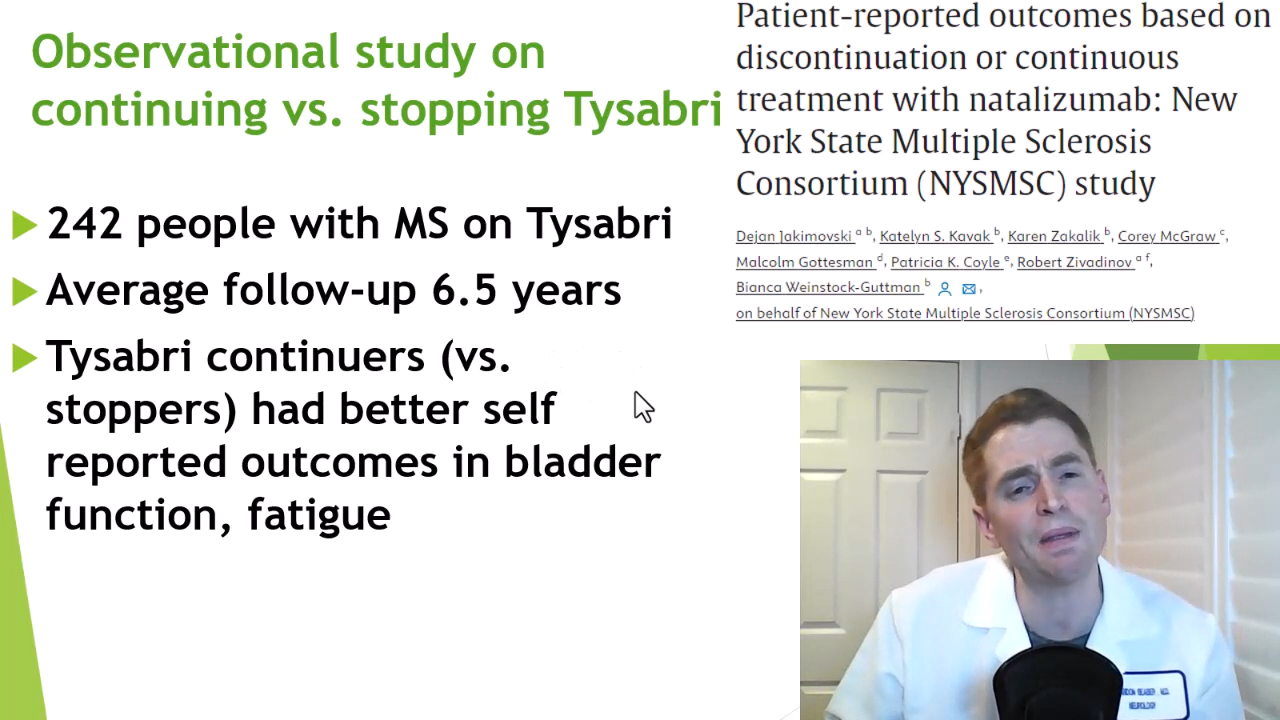 Observational study on
continuing vs. stopping Tysabri
242 people with MS on Tysabri
Average follow-up 6.5 years
Tysabri continuers (vs.
stoppers) had better self
reported outcomes in bladder
function, fatigue
Patient-reported outcomes based on
discontinuation or continuous
treatment with natalizumab: New
York State Multiple Sclerosis
Consortium (NYSMSC) study
Dejan Jakimovski a b, Katelyn S. Kavak b, Karen Zakalik b, Corey McGraw c,
Malcolm Gottesman d, Patricia K. Coyle e, Robert Zivadinov a f,
Bianca Weinstock-Guttman b ,
on behalf of New York State Multiple Sclerosis Consortium (NYSMSC)
BEABER, M.D.
NEUROLOGY